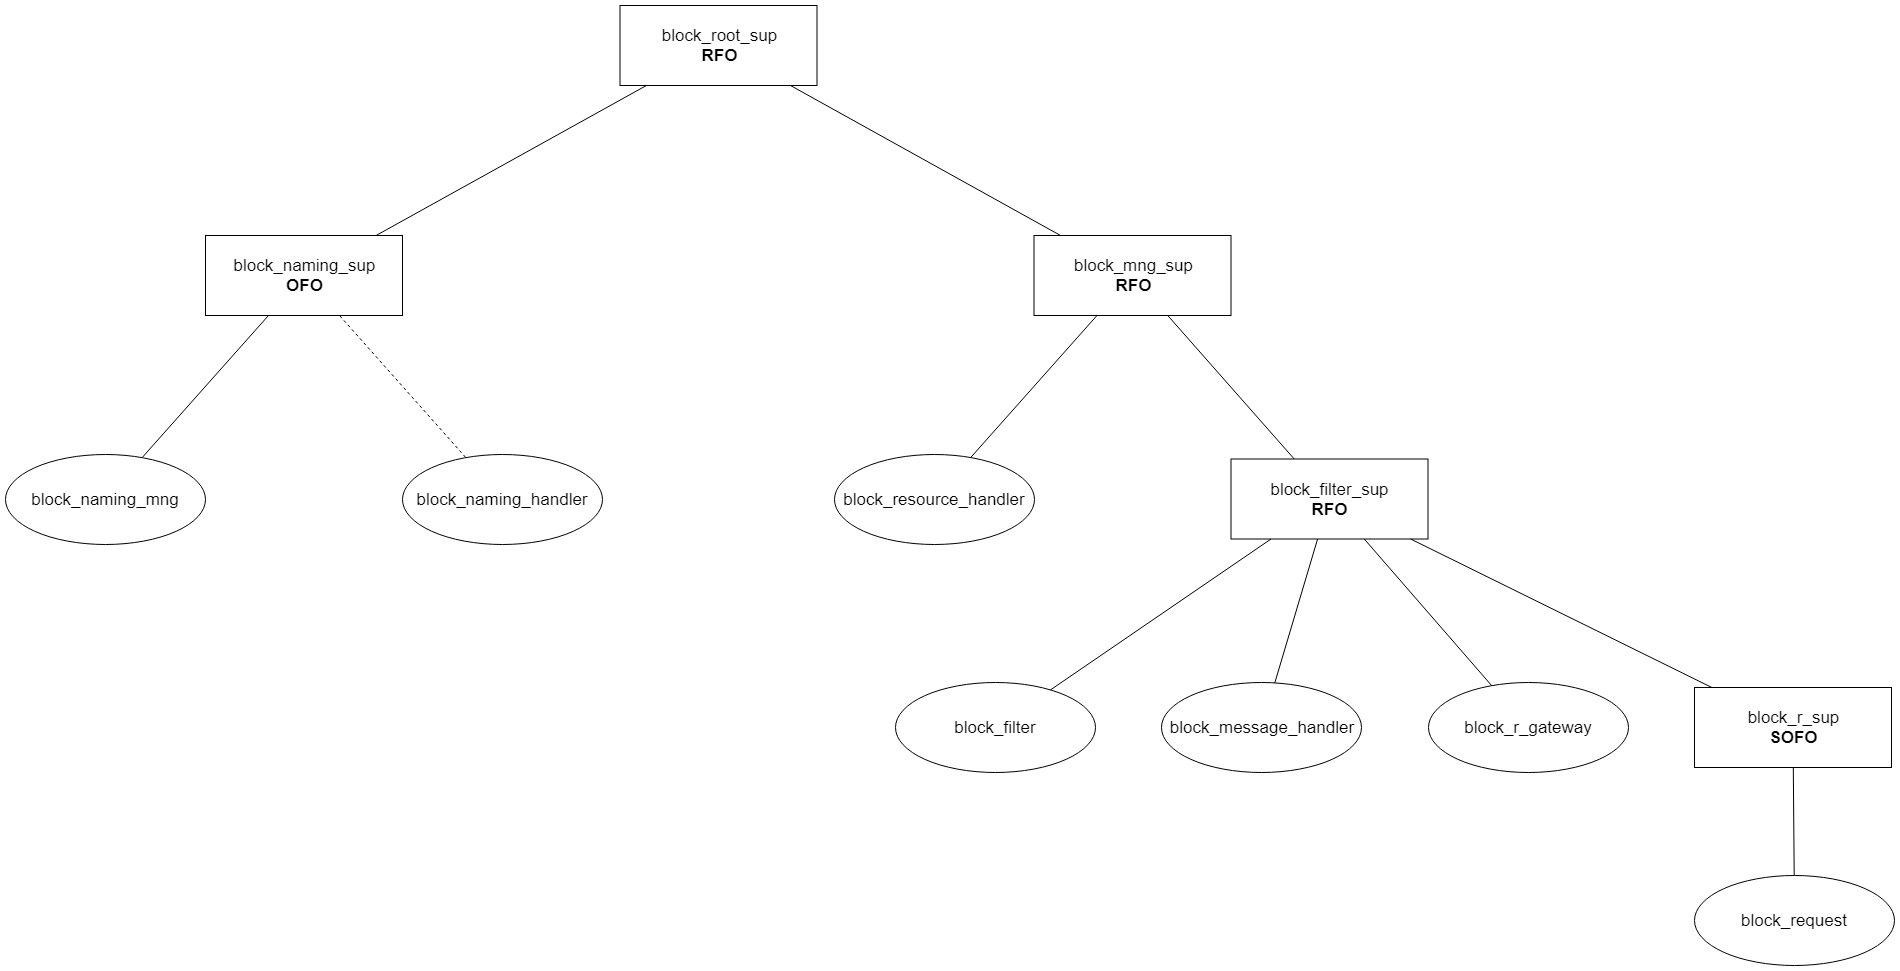 block_root_sup
RFO
block_naming_sup
OFO
block_mng_sup
RFO
block_naming_mng
block_naming_handler
block_resource_handler
block_filter_sup
RFO
block_filter
block_message_handler
block_r_gateway
block_r_sup
SOFO
block_request